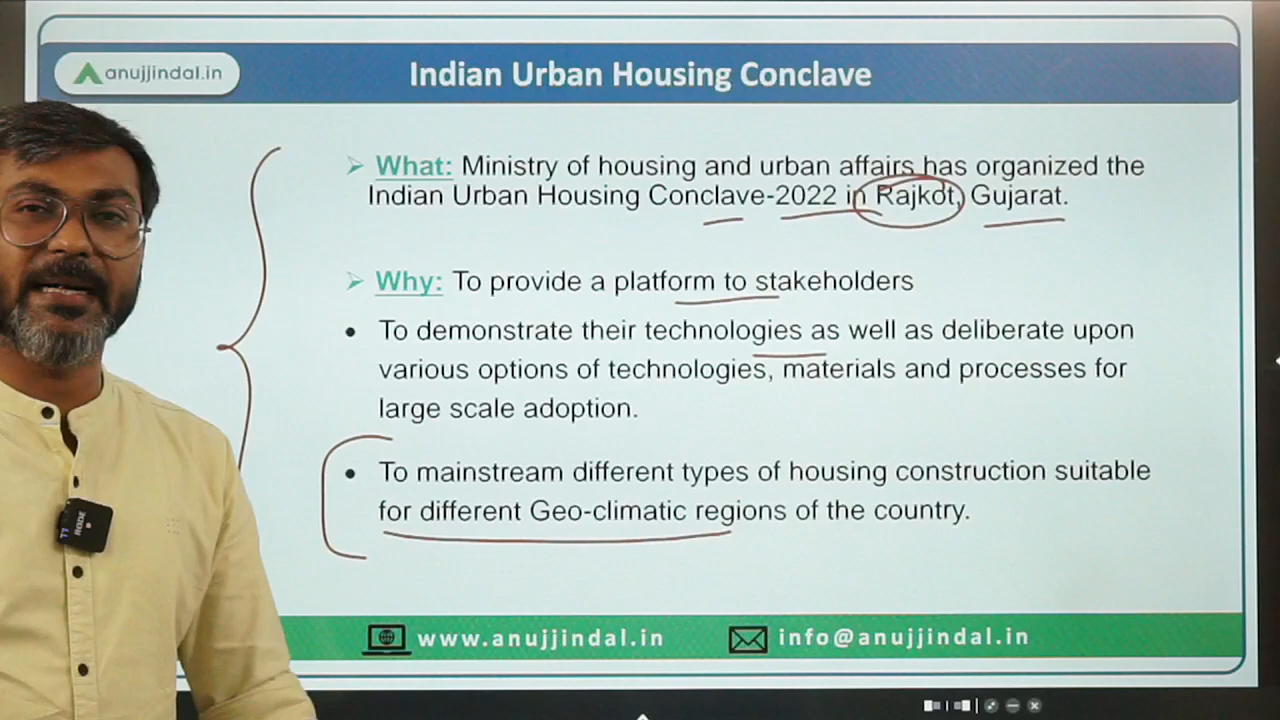 anujjindal.in
Indian Urban Housing Conclave
What: Ministry of housing and urban affairs has organized the
Indian Urban Housing Conclave-2022 in Rajkot, Gujarat.
Why: To provide a platform to stakeholders
To demonstrate their technologies as well as deliberate upon
various options of technologies, materials and processes for
large scale adoption.
To mainstream different types of housing construction suitable
for different Geo-climatic regions of the country.
RODE
www.anujjindal.in
info@anujjindal.in